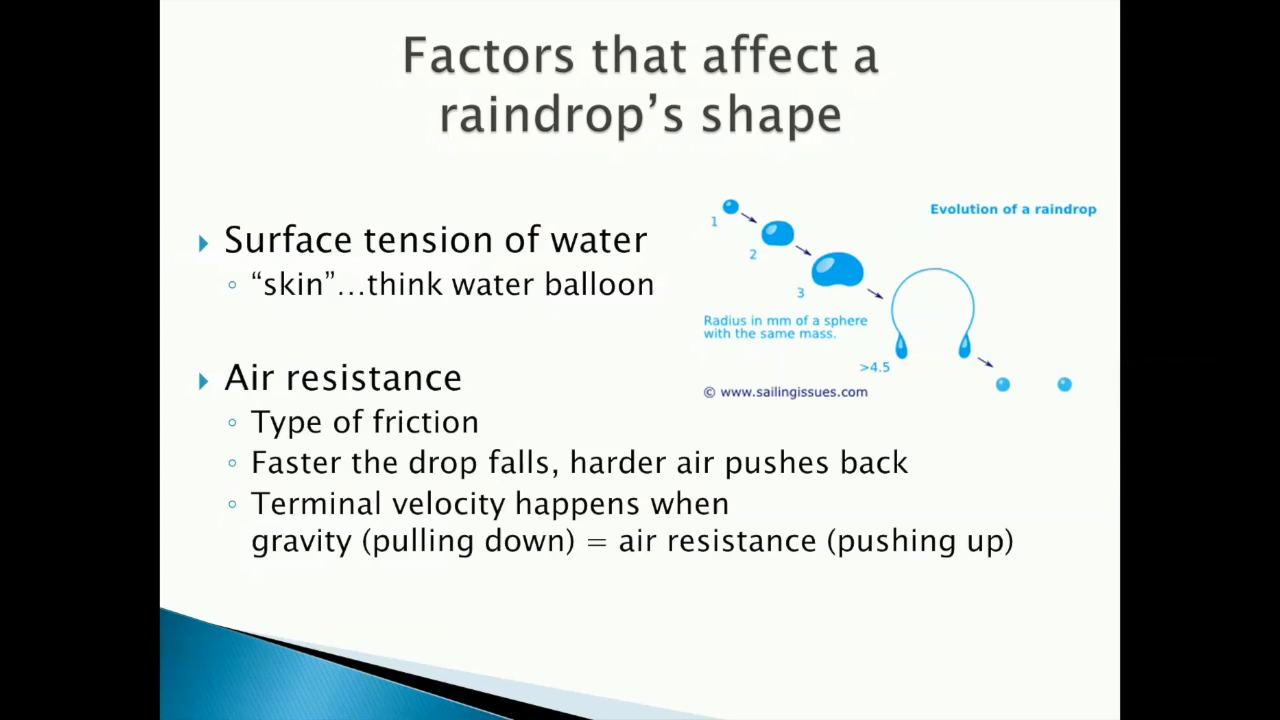 Factors that affect a
raindrop’s shape
Surface tension of water
“skin”…think water balloon
Air resistance
Type of friction
Faster the drop falls, harder air pushes back
Terminal velocity happens when
gravity (pulling down) = air resistance (pushing up)
Evolution of a raindrop
1
2
3
Radius in mm of a sphere
with the same mass.
>4.5
© www.sailingissues.com